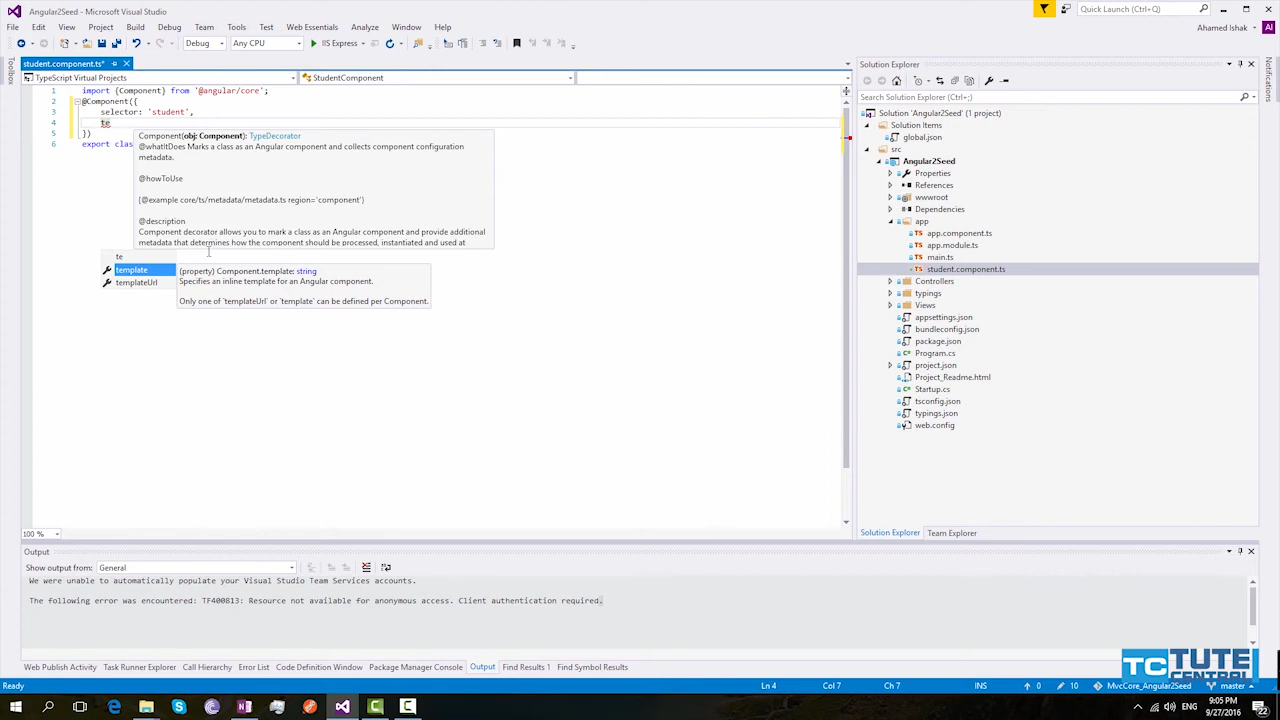 Angular2Seed - Microsoft Visual Studio
Quick Launch (Ctrl+Q)
File Edit View Project Build Debug Team Tools Test Web Essentials Analyze Window Help
Ahamed Ishak AI
Debug Any CPU IIS Express
Toolbox
student.component.ts*
TypeScript Virtual Projects
StudentComponent
1 import {Component} from '@angular/core';
2 @Component({
3 selector: 'student',
4 te
5 })
6 export clas
Component(obj: Component): TypeDecorator
@whatItDoes Marks a class as an Angular component and collects component configuration
metadata.
@howToUse
{@example core/ts/metadata/metadata.ts region='component'}
@description
Component decorator allows you to mark a class as an Angular component and provide additional
metadata that determines how the component should be processed, instantiated and used at
te
template
templateUrl
(property) Component.template: string
Specifies an inline template for an Angular component.
Only one of `templateUrl` or `template` can be defined per Component.
100 %
Solution Explorer
Search Solution Explorer (Ctrl+;)
Solution 'Angular2Seed' (1 project)
Solution Items
global.json
src
Angular2Seed
Properties
References
wwwroot
Dependencies
app
app.component.ts
app.module.ts
main.ts
student.component.ts
Controllers
typings
Views
appsettings.json
bundleconfig.json
package.json
Program.cs
project.json
Project_Readme.html
Startup.cs
tsconfig.json
typings.json
web.config
Solution Explorer Team Explorer
Notifications
Output
Show output from: General
We were unable to automatically populate your Visual Studio Team Services accounts.
The following error was encountered: TF400813: Resource not available for anonymous access. Client authentication required.
Web Publish Activity Task Runner Explorer Call Hierarchy Error List Code Definition Window Package Manager Console Output Find Results 1 Find Symbol Results
TC TUTE CENTRAL
Ready Ln 4 Col 7 Ch 7 INS 0 10 MvcCore_Angular2Seed master
ENG 9:05 PM
9/27/2016
22